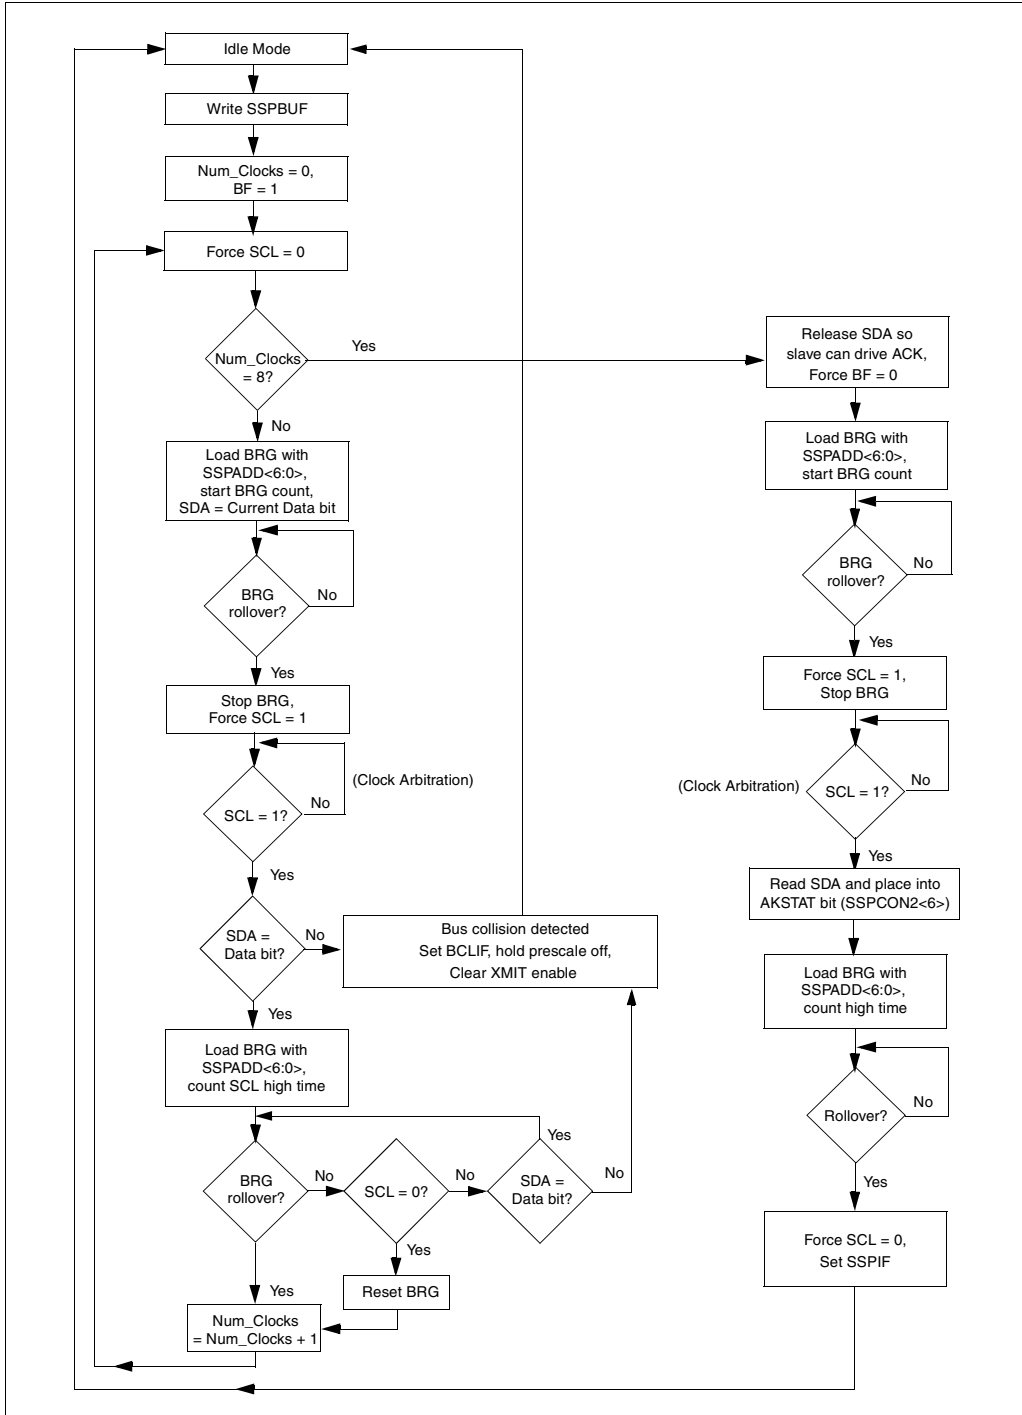 Idle Mode
Write SSPBUF
Num_Clocks = 0,
BF = 1
Force SCL = 0
Num_Clocks
= 8?
Yes
No
Load BRG with
SSPADD<6:0>,
start BRG count,
SDA = Current Data bit
BRG
rollover?
No
Yes
Stop BRG,
Force SCL = 1
(Clock Arbitration)
SCL = 1?
No
Yes
SDA =
Data bit?
No
Bus collision detected
Set BCLIF, hold prescale off,
Clear XMIT enable
Yes
Load BRG with
SSPADD<6:0>,
count SCL high time
BRG
rollover?
No
SCL = 0?
No
SDA =
Data bit?
Yes
No
Yes
Reset BRG
Yes
Num_Clocks
= Num_Clocks + 1
Release SDA so
slave can drive ACK,
Force BF = 0
Load BRG with
SSPADD<6:0>,
start BRG count
BRG
rollover?
No
Yes
Force SCL = 1,
Stop BRG
(Clock Arbitration)
SCL = 1?
No
Yes
Read SDA and place into
AKSTAT bit (SSPCON2<6>)
Load BRG with
SSPADD<6:0>,
count high time
Rollover?
No
Yes
Force SCL = 0,
Set SSPIF